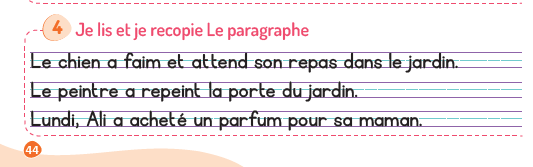 4 Je lis et je recopie Le paragraphe
Le chien a faim et attend son repas dans le jardin.
Le peintre a repeint la porte du jardin.
Lundi, Ali a acheté un parfum pour sa maman.
44